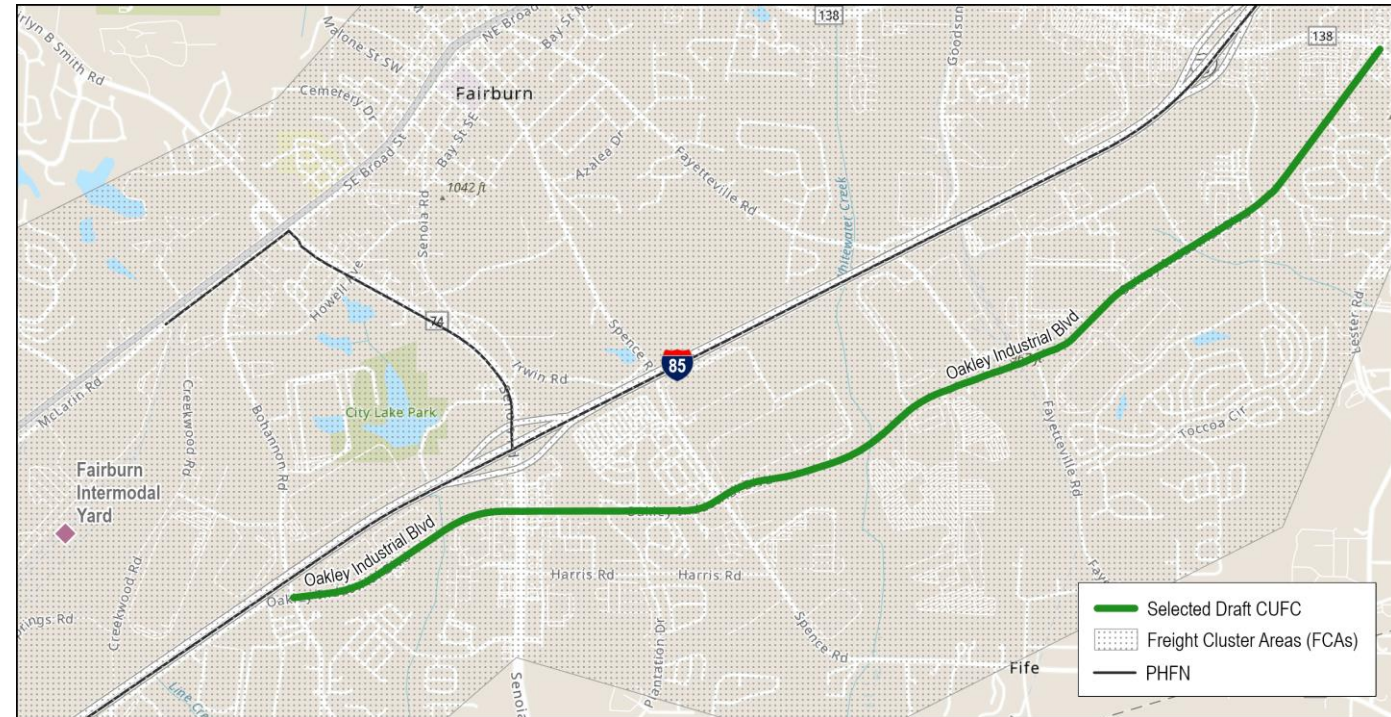 138
138
Malone St SW
NE Broad
Bay St NE
Goodson
B Smith Rd
Cemetery Dr
Fairburn
SE Broad St
Bay St SE
1042 ft
Azalea Dr
Fayetteville Rd
Senoia Rd
Whitewater Creek
Howell Ave
74
Spence R
Lester Rd
85
Irwin Rd
Oakley Industrial Blvd
McLarin Rd
City Lake Park
Creekwood Rd
Bohannon Rd
Toccoa Cir
Fayetteville Rd
Fairburn
Intermodal
Yard
Oakley Industrial Blvd
Harris Rd
Harris Rd
Creekwood Rd
Plantation Dr
Spence Rd
Fife
Line Cre
Senoia
Selected Draft CUFC
Freight Cluster Areas (FCAs)
PHFN